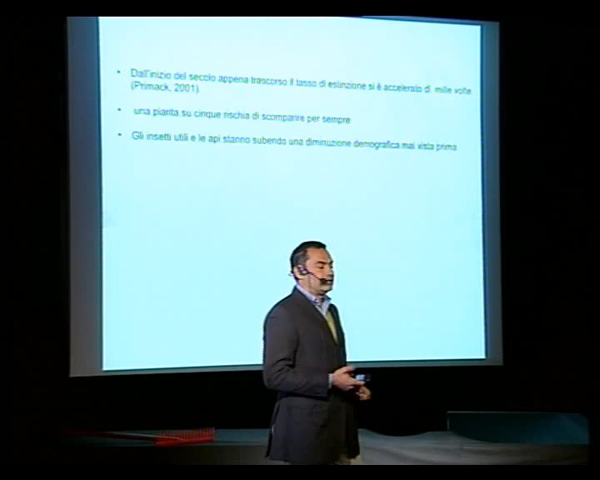 • Dall'inizio del secolo appena trascorso il tasso di estinzione si è accelerato di mille volte
(Primack, 2001)
• una pianta su cinque rischia di scomparire per sempre
• Gli insetti utili e le api stanno subendo una diminuzione demografica mai vista prima